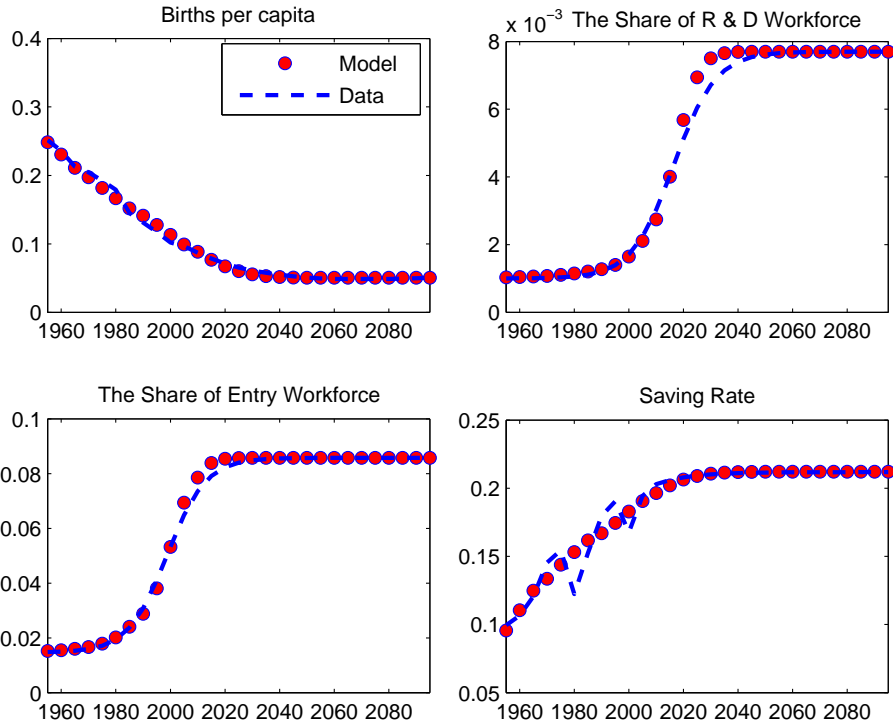 Births per capita
0.4
0.3
0.2
0.1
0
1960 1980 2000 2020 2040 2060 2080
Model
Data
x 10⁻³ The Share of R & D Workforce
8
6
4
2
0
1960 1980 2000 2020 2040 2060 2080
The Share of Entry Workforce
0.1
0.08
0.06
0.04
0.02
0
1960 1980 2000 2020 2040 2060 2080
Saving Rate
0.25
0.2
0.15
0.1
0.05
1960 1980 2000 2020 2040 2060 2080